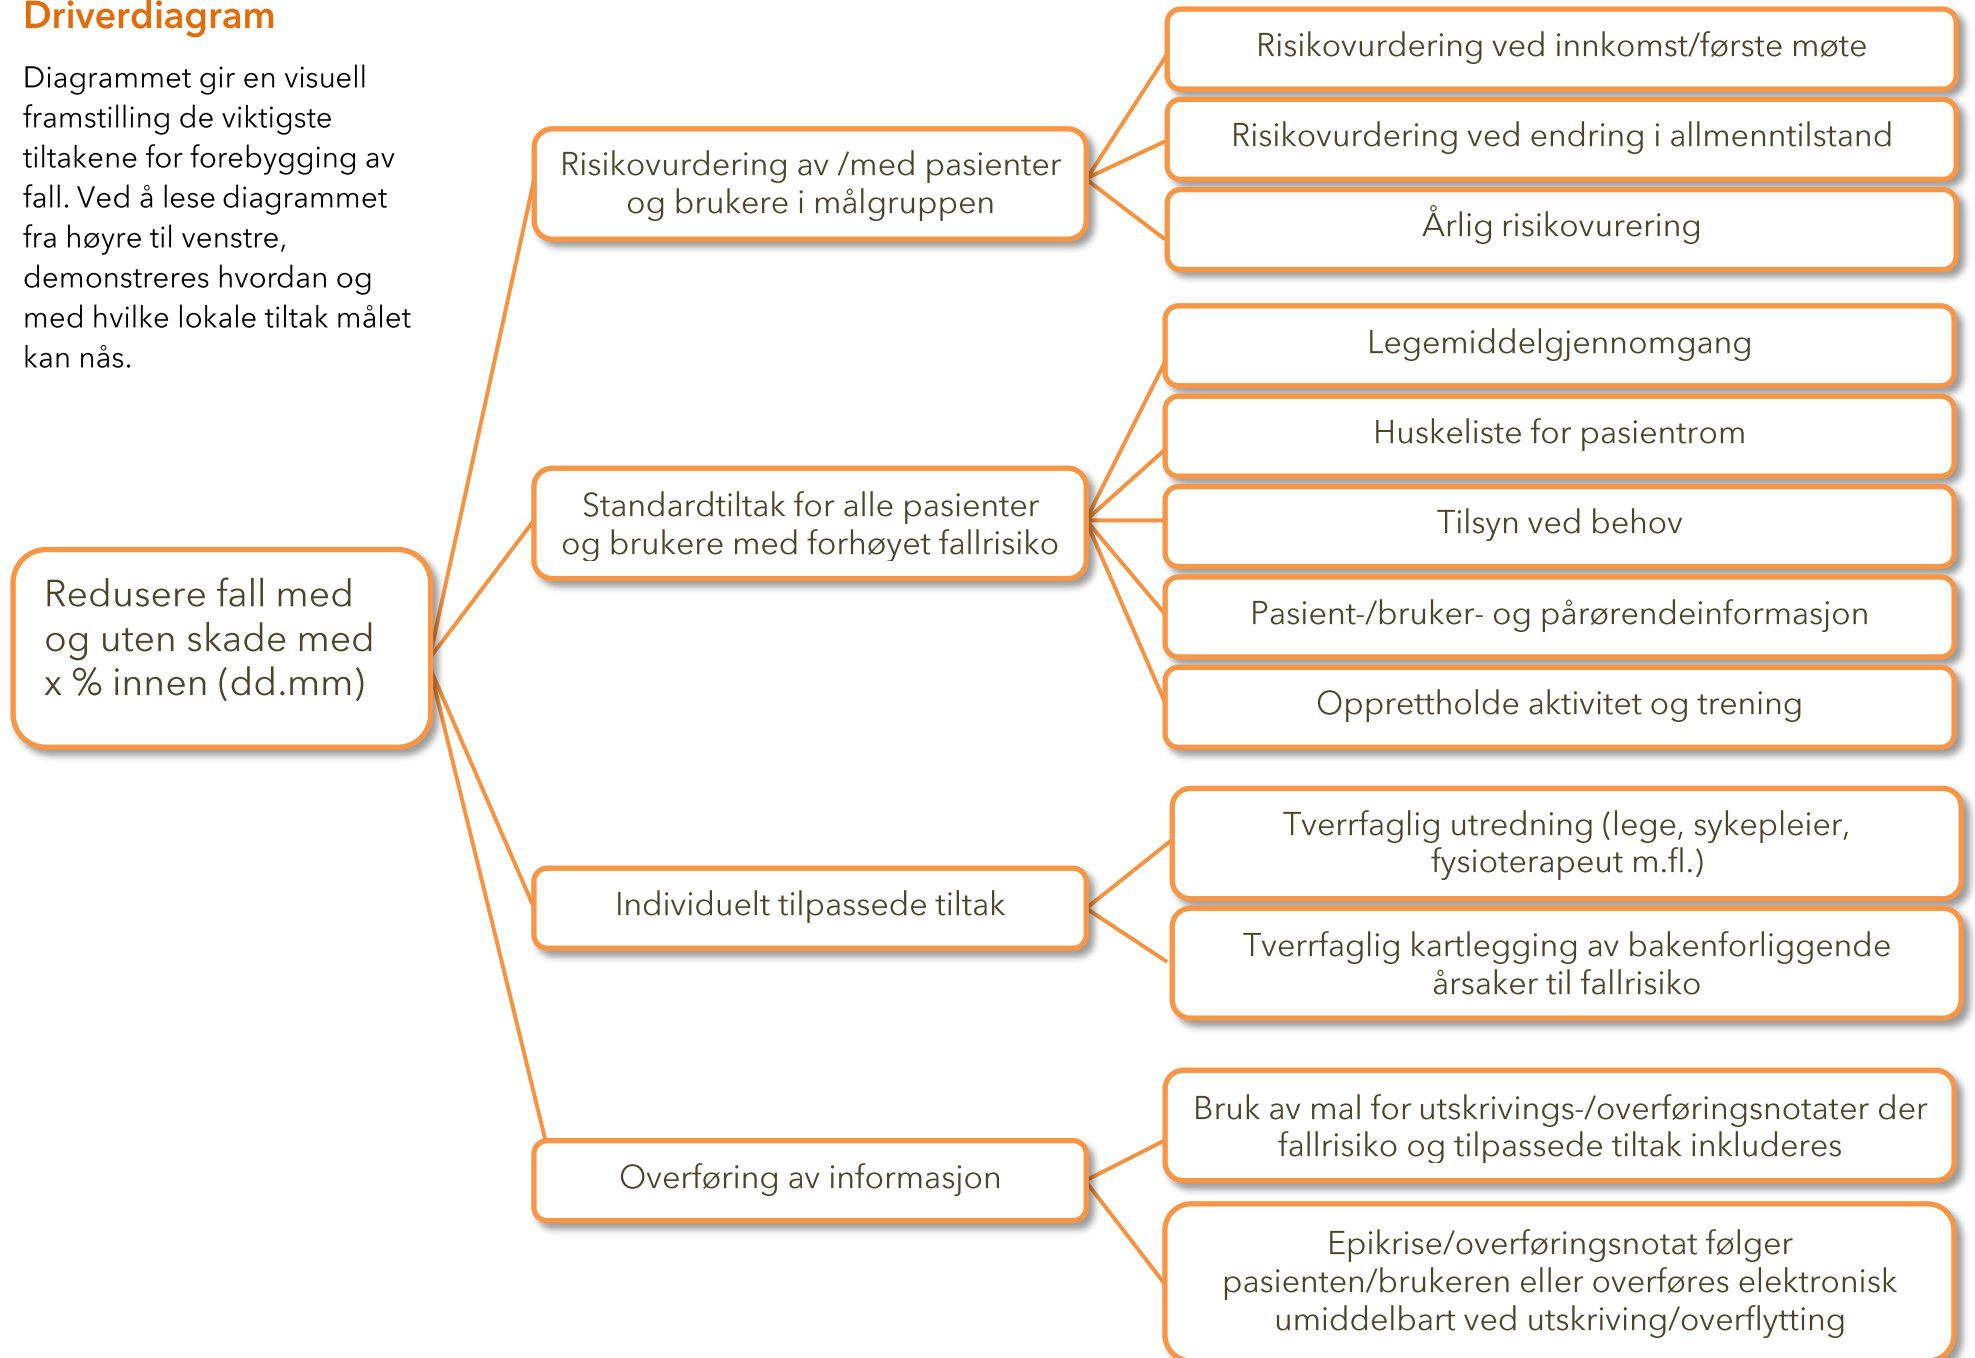 Driverdiagram
Diagrammet gir en visuell
framstilling de viktigste
tiltakene for forebygging av
fall. Ved å lese diagrammet
fra høyre til venstre,
demonstreres hvordan og
med hvilke lokale tiltak målet
kan nås.
Redusere fall med
og uten skade med
x % innen (dd.mm)
Risikovurdering av /med pasienter
og brukere i målgruppen
Risikovurdering ved innkomst/første møte
Risikovurdering ved endring i allmenntilstand
Årlig risikovurering
Standardtiltak for alle pasienter
og brukere med forhøyet fallrisiko
Legemiddelgjennomgang
Huskeliste for pasientrom
Tilsyn ved behov
Pasient-/bruker- og pårørendeinformasjon
Opprettholde aktivitet og trening
Individuelt tilpassede tiltak
Tverrfaglig utredning (lege, sykepleier,
fysioterapeut m.fl.)
Tverrfaglig kartlegging av bakenforliggende
årsaker til fallrisiko
Overføring av informasjon
Bruk av mal for utskrivings-/overføringsnotater der
fallrisiko og tilpassede tiltak inkluderes
Epikrise/overføringsnotat følger
pasienten/brukeren eller overføres elektronisk
umiddelbart ved utskriving/overflytting